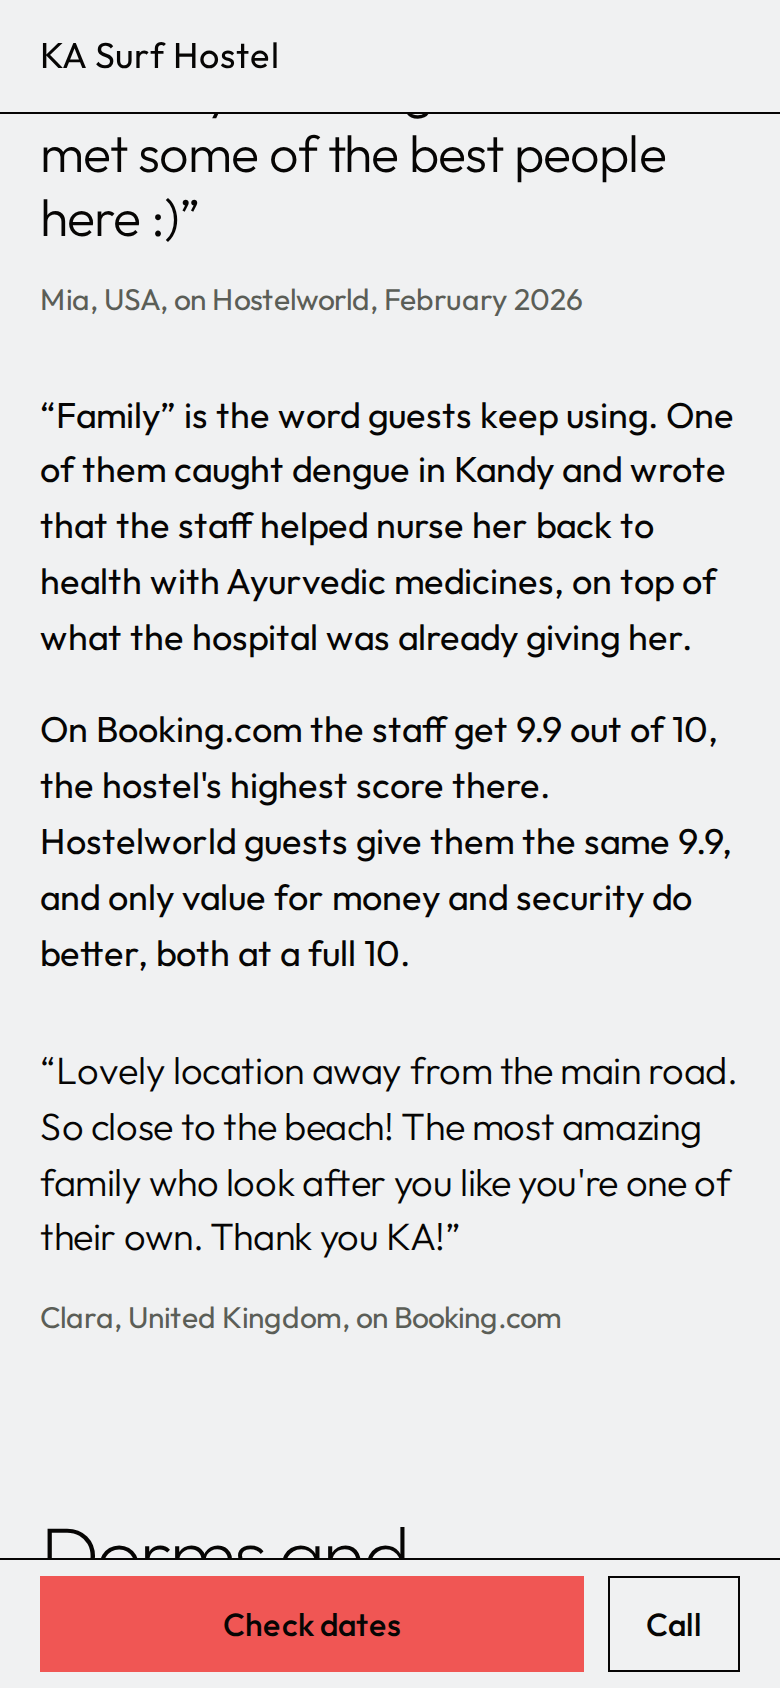 KA Surf Hostel
met some of the best people
here :)”
Mia, USA, on Hostelworld, February 2026
“Family” is the word guests keep using. One
of them caught dengue in Kandy and wrote
that the staff helped nurse her back to
health with Ayurvedic medicines, on top of
what the hospital was already giving her.
On Booking.com the staff get 9.9 out of 10,
the hostel's highest score there.
Hostelworld guests give them the same 9.9,
and only value for money and security do
better, both at a full 10.
“Lovely location away from the main road.
So close to the beach! The most amazing
family who look after you like you're one of
their own. Thank you KA!”
Clara, United Kingdom, on Booking.com
Dorms and
Check dates
Call